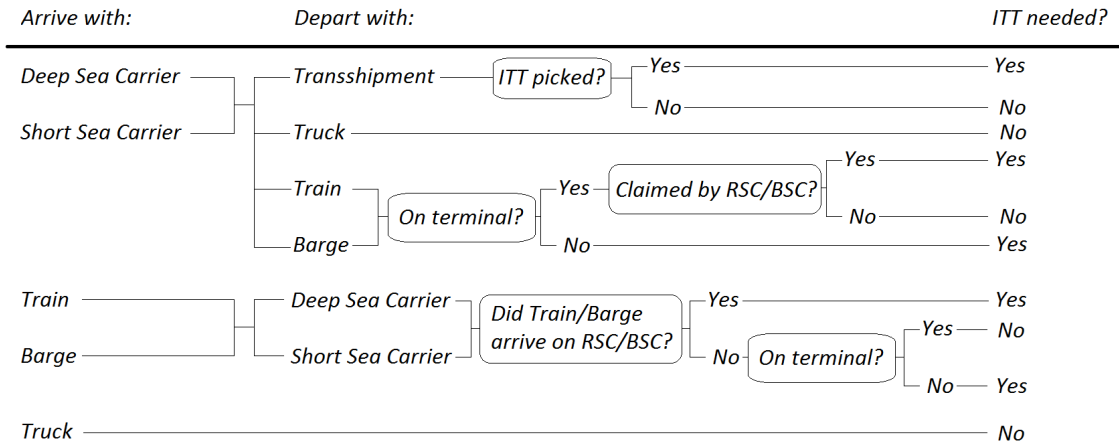 Arrive with: Depart with: ITT needed?
Deep Sea Carrier Transshipment ITT picked? Yes Yes
No No
Short Sea Carrier Truck No
Train Yes Claimed by RSC/BSC? Yes Yes
On terminal? No No
Barge No Yes
Train Deep Sea Carrier Did Train/Barge Yes Yes
arrive on RSC/BSC? Yes No
Barge Short Sea Carrier No On terminal?
No Yes
Truck No